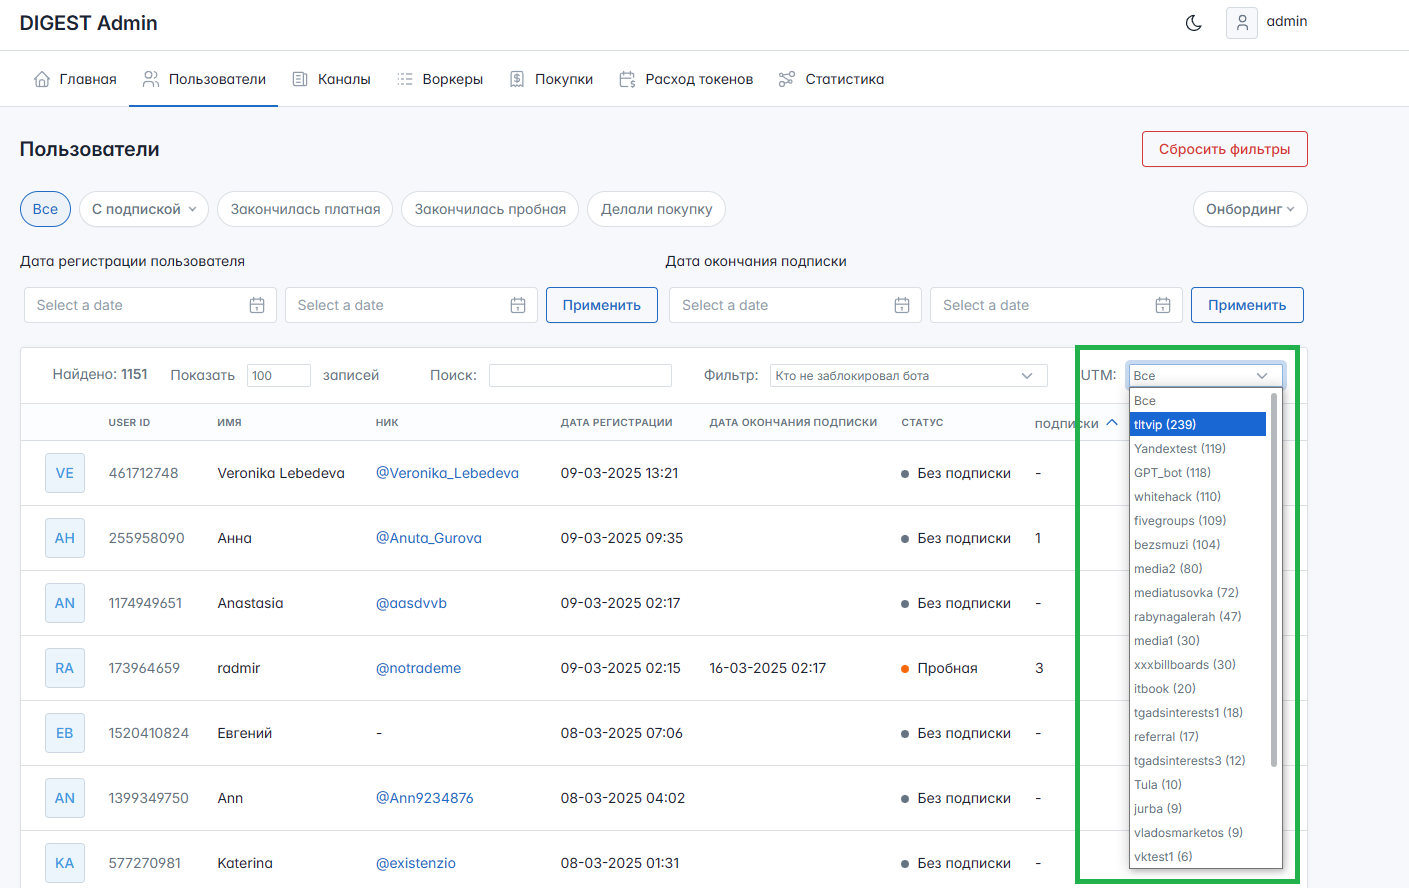 DIGEST Admin
admin
Главная Пользователи Каналы Воркеры Покупки Расход токенов Статистика
Пользователи
Сбросить фильтры
Все С подпиской Закончилась платная Закончилась пробная Делали покупку Онбординг
Дата регистрации пользователя Дата окончания подписки
Select a date Select a date Применить Select a date Select a date Применить
Найдено: 1151 Показать 100 записей Поиск: Фильтр: Кто не заблокировал бота UTM: Все
USER ID ИМЯ НИК ДАТА РЕГИСТРАЦИИ ДАТА ОКОНЧАНИЯ ПОДПИСКИ СТАТУС ПОДПИСКИ
VE 461712748 Veronika Lebedeva @Veronika_Lebedeva 09-03-2025 13:21 Без подписки -
АН 255958090 Анна @Anuta_Gurova 09-03-2025 09:35 Без подписки 1
AN 1174949651 Anastasia @aasdvvb 09-03-2025 02:17 Без подписки -
RA 173964659 radmir @notrademe 09-03-2025 02:15 16-03-2025 02:17 Пробная 3
ЕВ 1520410824 Евгений - 08-03-2025 07:06 Без подписки -
AN 1399349750 Ann @Ann9234876 08-03-2025 04:02 Без подписки -
KA 577270981 Katerina @existenzio 08-03-2025 01:31 Без подписки -
Все
tltvip (239)
Yandextest (119)
GPT_bot (118)
whitehack (110)
fivegroups (109)
bezsmuzi (104)
media2 (80)
mediatusovka (72)
rabynagalerah (47)
media1 (30)
xxxbillboards (30)
itbook (20)
tgadsinterests1 (18)
referral (17)
tgadsinterests3 (12)
Tula (10)
jurba (9)
vladosmarketos (9)
vktest1 (6)